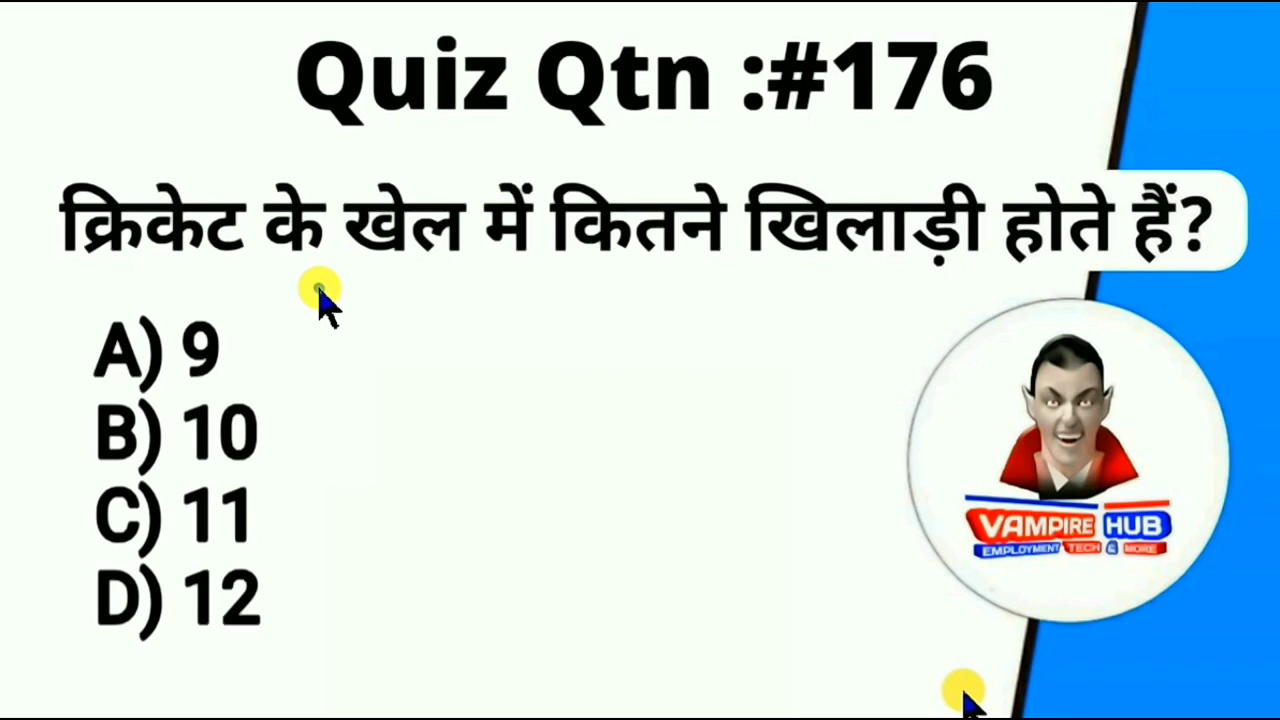 Quiz Qtn :#176
क्रिकेट के खेल में कितने खिलाड़ी होते हैं?
A) 9
B) 10
C) 11
D) 12
VAMPIRE HUB
EMPLOYMENT TECH & MORE